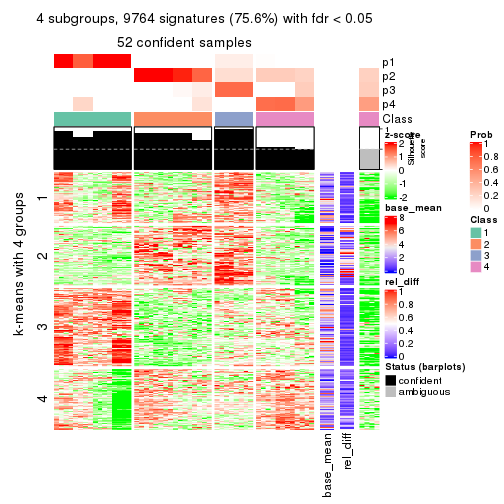 4 subgroups, 9764 signatures (75.6%) with fdr < 0.05
52 confident samples
p1
p2
p3
p4
Class
1
Silhouette
score
k-means with 4 groups
1
2
3
4
base_mean
rel_diff
z-score
2
1
0
-1
-2
base_mean
8
6
4
2
0
rel_diff
1
0.8
0.6
0.4
0.2
0
Status (barplots)
confident
ambiguous
Prob
1
0.8
0.6
0.4
0.2
0
Class
1
2
3
4